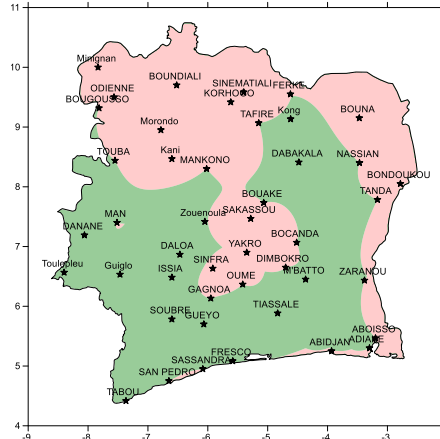 11
Minignan
10
BOUNDIALI
ODIENNE
SINEMATIALI
FERKE
KORHOGO
BOUGOUSSO
TAFIRE
Kong
BOUNA
9
Morondo
TOUBA
Kani
MANKONO
DABAKALA
NASSIAN
BONDOUKOU
8
TANDA
BOUAKE
Zouenoula
SAKASSOU
MAN
DANANE
BOCANDA
7
DALOA
YAKRO
Toulepleu
Guiglo
ISSIA
SINFRA
DIMBOKRO
M'BATTO
ZARANOU
OUME
GAGNOA
6
SOUBRE
GUEYO
TIASSALE
ABOISSO
ABIDJAN
ADIAKE
FRESCO
SASSANDRA
5
SAN PEDRO
TABOU
4
-9
-8
-7
-6
-5
-4
-3